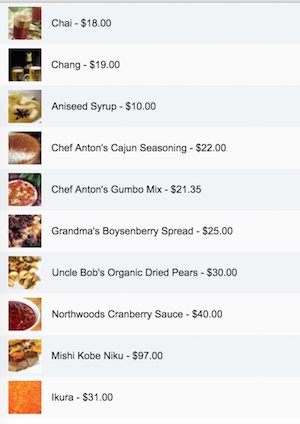 Chai - $18.00
Chang - $19.00
Aniseed Syrup - $10.00
Chef Anton's Cajun Seasoning - $22.00
Chef Anton's Gumbo Mix - $21.35
Grandma's Boysenberry Spread - $25.00
Uncle Bob's Organic Dried Pears - $30.00
Northwoods Cranberry Sauce - $40.00
Mishi Kobe Niku - $97.00
Ikura - $31.00